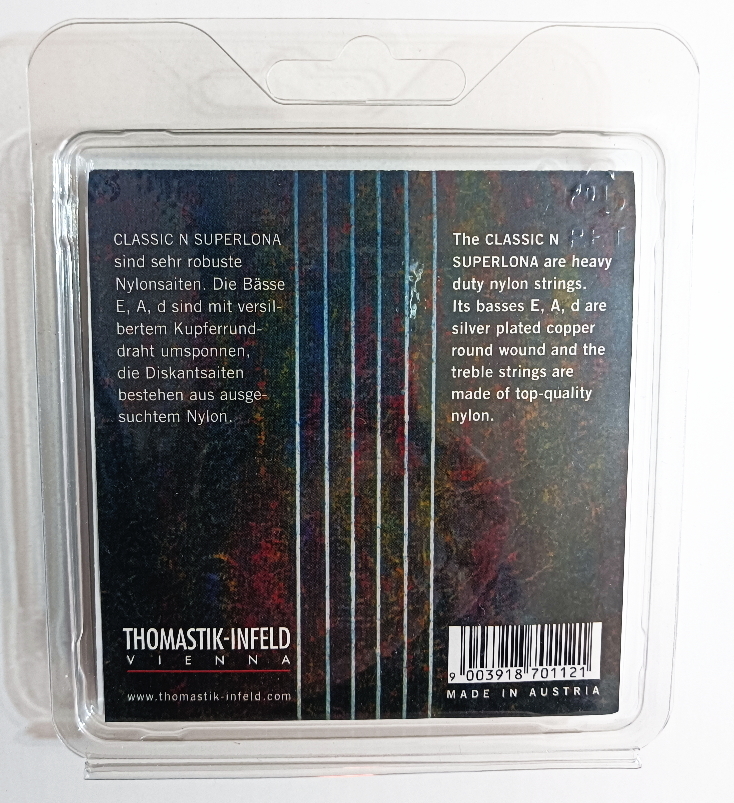 CLASSIC N SUPERLONA
sind sehr robuste
Nylonsaiten. Die Bässe
E, A, d sind mit versil-
bertem Kupferrund-
draht umsponnen,
die Diskantsaiten
bestehen aus ausge-
suchtem Nylon.
The CLASSIC N
SUPERLONA are heavy
duty nylon strings.
Its basses E, A, d are
silver plated copper
round wound and the
treble strings are
made of top-quality
nylon.
THOMASTIK-INFELD
VIENNA
www.thomastik-infeld.com
9 003918 701121
MADE IN AUSTRIA